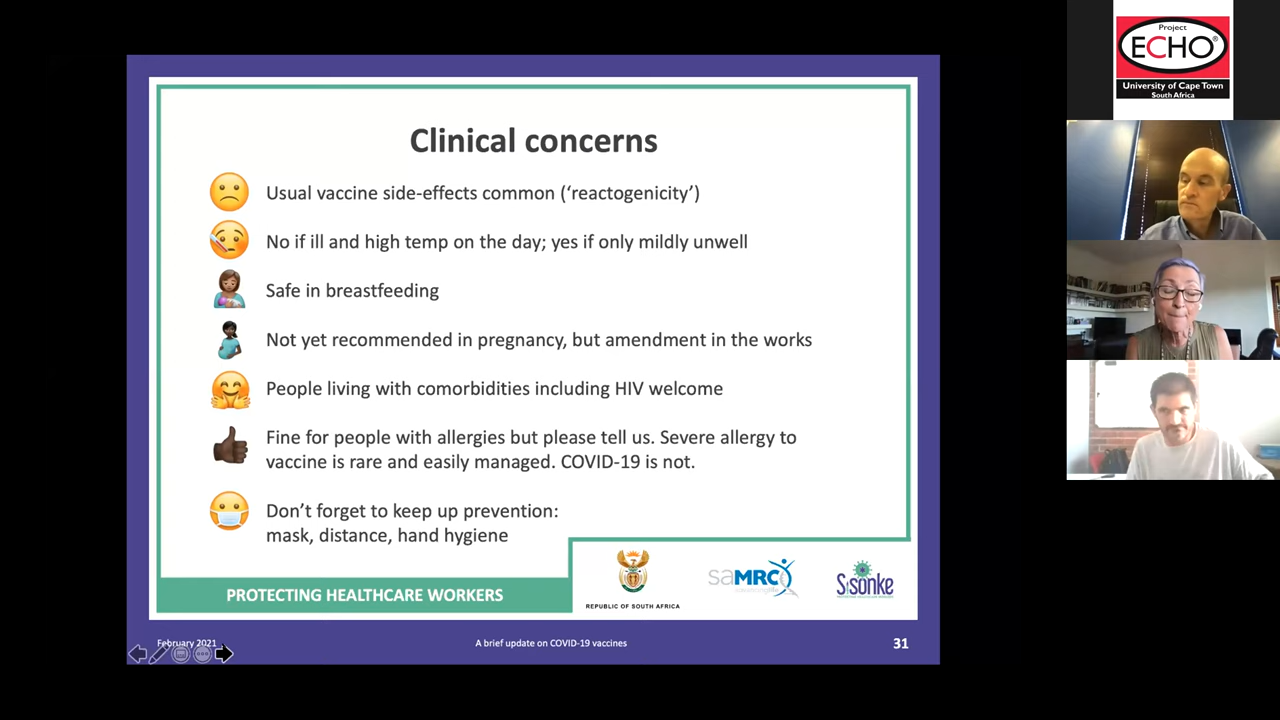 Clinical concerns
Usual vaccine side-effects common (‘reactogenicity’)
No if ill and high temp on the day; yes if only mildly unwell
Safe in breastfeeding
Not yet recommended in pregnancy, but amendment in the works
People living with comorbidities including HIV welcome
Fine for people with allergies but please tell us. Severe allergy to
vaccine is rare and easily managed. COVID-19 is not.
Don’t forget to keep up prevention:
mask, distance, hand hygiene
PROTECTING HEALTHCARE WORKERS
REPUBLIC OF SOUTH AFRICA
saMRC
Sisonke
February 2021
A brief update on COVID-19 vaccines
31
Project
ECHO®
University of Cape Town
South Africa